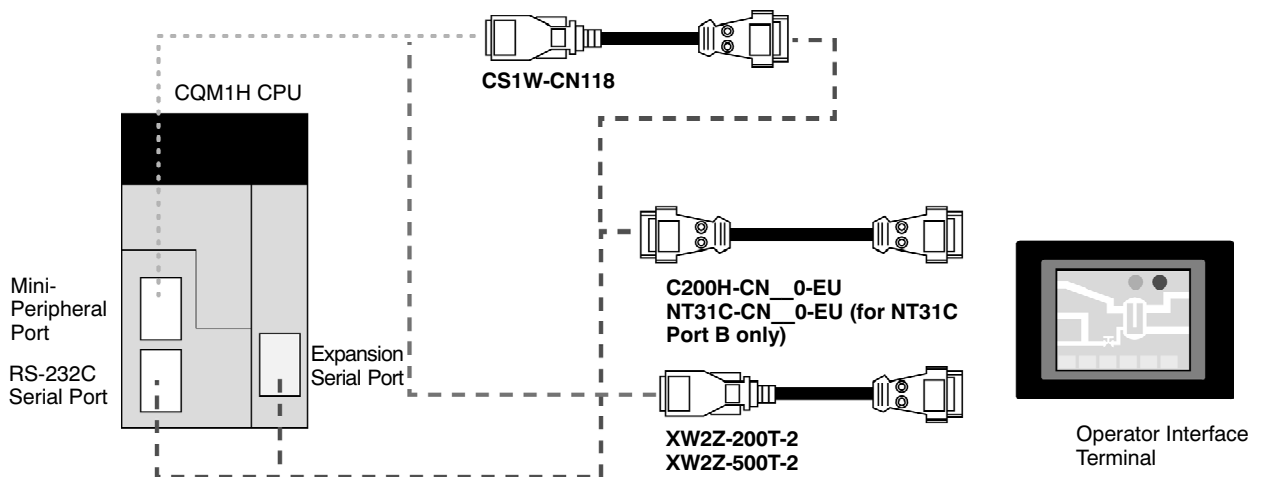 CS1W-CN118
CQM1H CPU
Mini-
Peripheral
Port
RS-232C
Serial Port
Expansion
Serial Port
C200H-CN__0-EU
NT31C-CN__0-EU (for NT31C
Port B only)
XW2Z-200T-2
XW2Z-500T-2
Operator Interface
Terminal